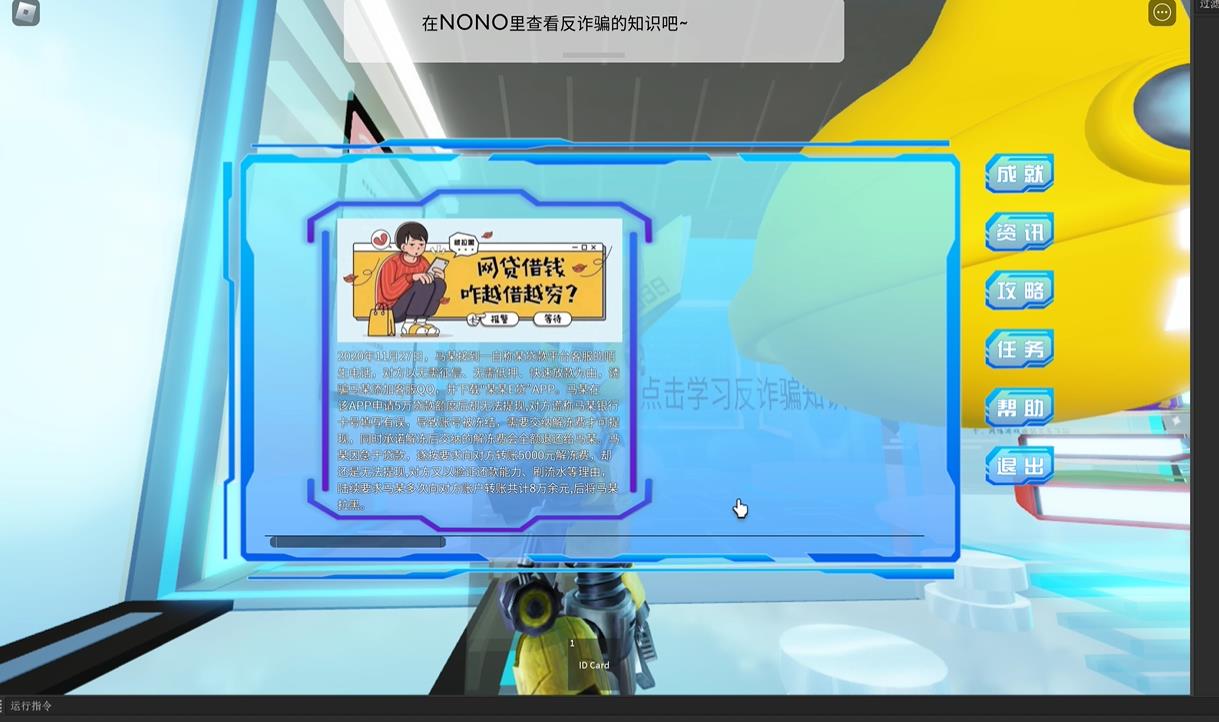 过滤
在NONO里查看反诈骗的知识吧~
成就
资讯
攻略
任务
帮助
退出
被拉黑
网贷借钱
咋越借越穷?
报警
等待
2020年11月27日，马某接到一自称某贷款平台客服的陌
生电话，对方以无需征信、无需抵押、快速放款为由，诱
骗马某添加客服QQ，并下载"某某E贷"APP。马某在
该APP申请5万贷款额度后却无法提现,对方谎称马某银行
卡号填写有误，导致账号被冻结，需要交纳解冻费才可提
现。同时承诺解冻后交纳的解冻费会全额退还给马某。马
某因急于贷款，遂按要求向对方转账5000元解冻费，却
还是无法提现,对方又以验证还款能力、刷流水等理由，
陆续要求马某多次向对方账户转账共计8万余元,后将马某
拉黑。
点击学习反诈骗知识
1
ID Card
运行指令